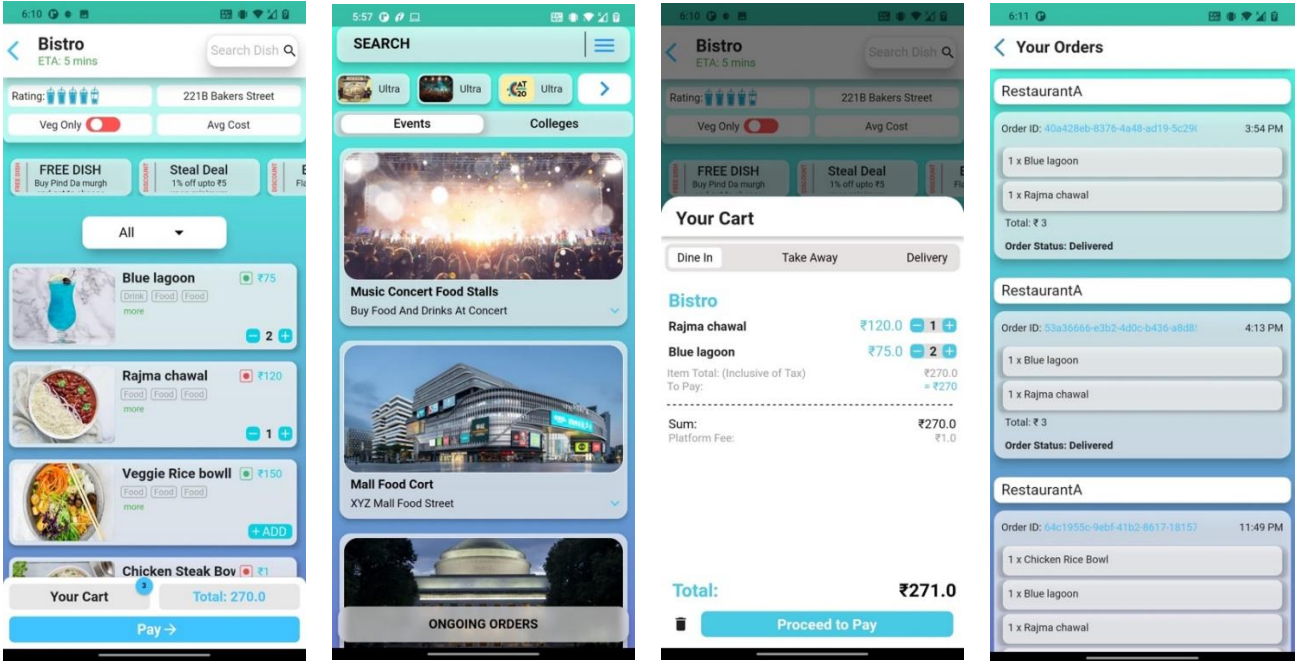 6:10
Bistro
ETA: 5 mins
Search Dish
Rating:
221B Bakers Street
Veg Only
Avg Cost
FREE DISH
FREE DISH
Buy Pind Da murgh
DISCOUNT
Steal Deal
1% off upto ₹5
DISCOUNT
All
Blue lagoon
₹75
Drink Food Food
more
2
Rajma chawal
₹120
Food Food Food
more
1
Veggie Rice bowll
₹150
Food Food Food
more
+ ADD
Chicken Steak Bov
₹1
Your Cart
3
Total: 270.0
Pay
5:57
SEARCH
Ultra
Ultra
CAT
20
Ultra
Events
Colleges
Music Concert Food Stalls
Buy Food And Drinks At Concert
Mall Food Cort
XYZ Mall Food Street
ONGOING ORDERS
6:10
Bistro
ETA: 5 mins
Search Dish
Rating:
221B Bakers Street
Veg Only
Avg Cost
FREE DISH
FREE DISH
Buy Pind Da murgh
DISCOUNT
Steal Deal
1% off upto ₹5
DISCOUNT
Your Cart
Dine In
Take Away
Delivery
Bistro
Rajma chawal
₹120.0
1
Blue lagoon
₹75.0
2
Item Total: (Inclusive of Tax)
₹270.0
To Pay:
≈ ₹270
Sum:
₹270.0
Platform Fee:
₹1.0
Total:
₹271.0
Proceed to Pay
6:11
Your Orders
RestaurantA
Order ID: 40a428eb-8376-4a48-ad19-5c29
3:54 PM
1 x Blue lagoon
1 x Rajma chawal
Total: ₹ 3
Order Status: Delivered
RestaurantA
Order ID: 53a36666-e3b2-4d0c-b436-a8d8
4:13 PM
1 x Blue lagoon
1 x Rajma chawal
Total: ₹ 3
Order Status: Delivered
RestaurantA
Order ID: 64c1955c-9ebf-41b2-8617-1815
11:49 PM
1 x Chicken Rice Bowl
1 x Blue lagoon
1 x Rajma chawal